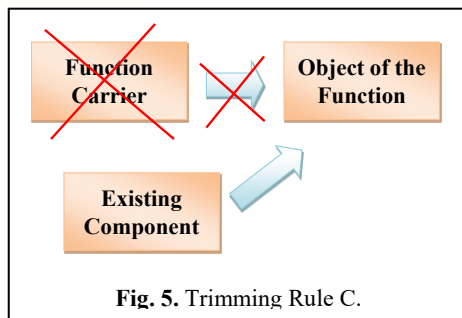 Function
Carrier
Object of the
Function
Existing
Component
Fig. 5. Trimming Rule C.